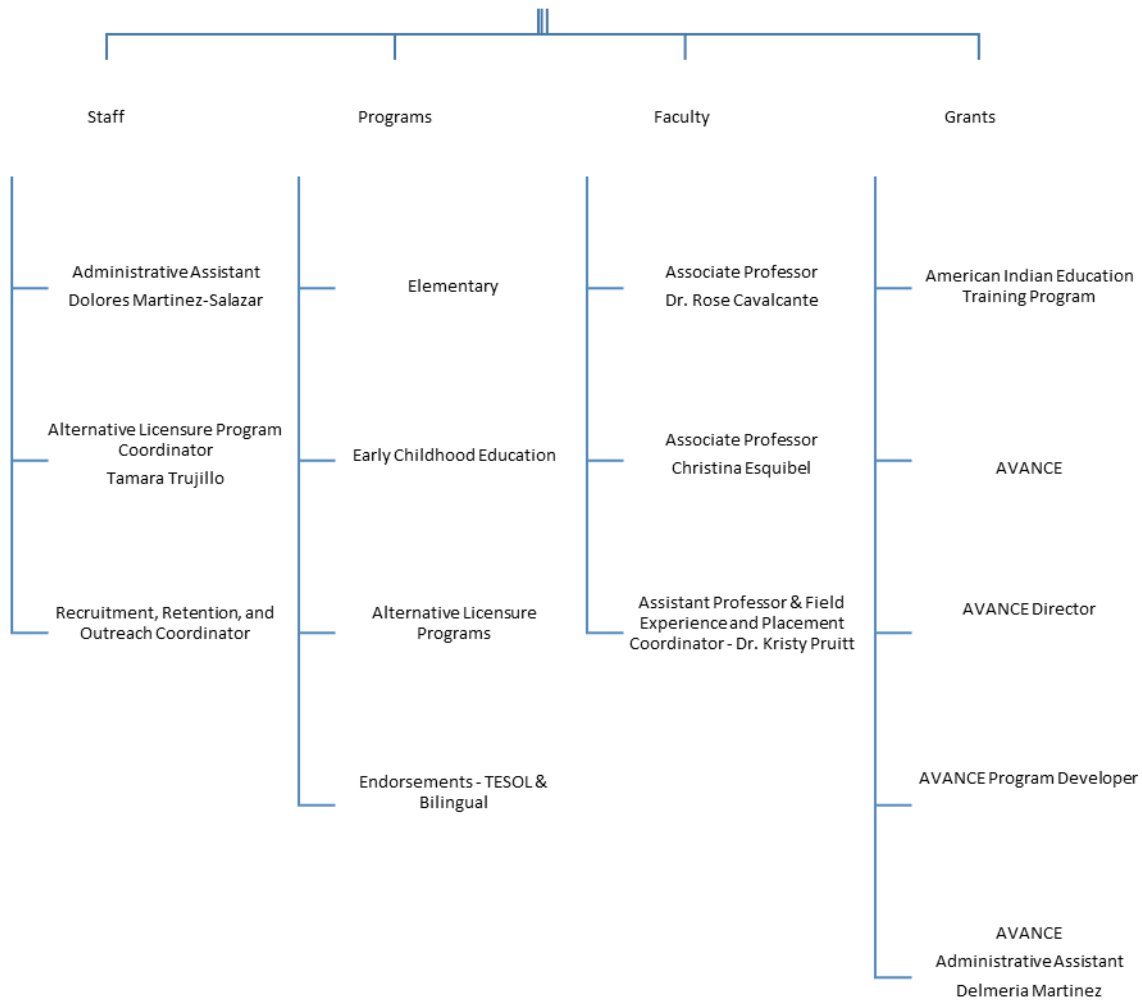 Staff
Programs
Faculty
Grants
Administrative Assistant
Dolores Martinez-Salazar
Alternative Licensure Program
Coordinator
Tamara Trujillo
Recruitment, Retention, and
Outreach Coordinator
Elementary
Early Childhood Education
Alternative Licensure
Programs
Endorsements - TESOL &
Bilingual
Associate Professor
Dr. Rose Cavalcante
Associate Professor
Christina Esquibel
Assistant Professor & Field
Experience and Placement
Coordinator - Dr. Kristy Pruitt
American Indian Education
Training Program
AVANCE
AVANCE Director
AVANCE Program Developer
AVANCE
Administrative Assistant
Delmeria Martinez